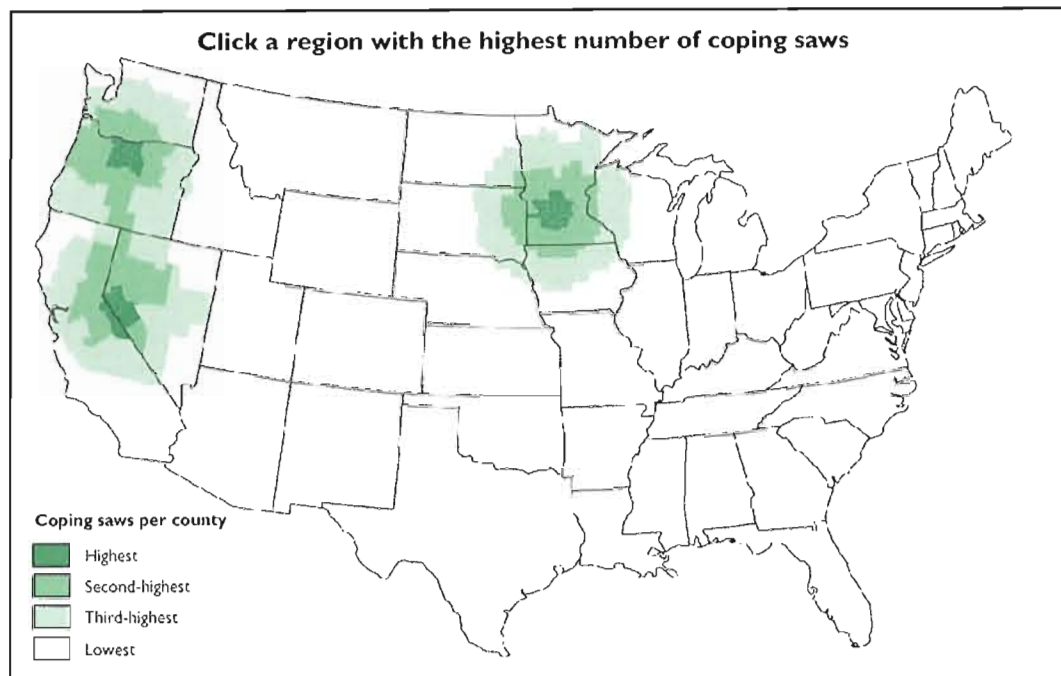 Click a region with the highest number of coping saws
Coping saws per county
Highest
Second-highest
Third-highest
Lowest